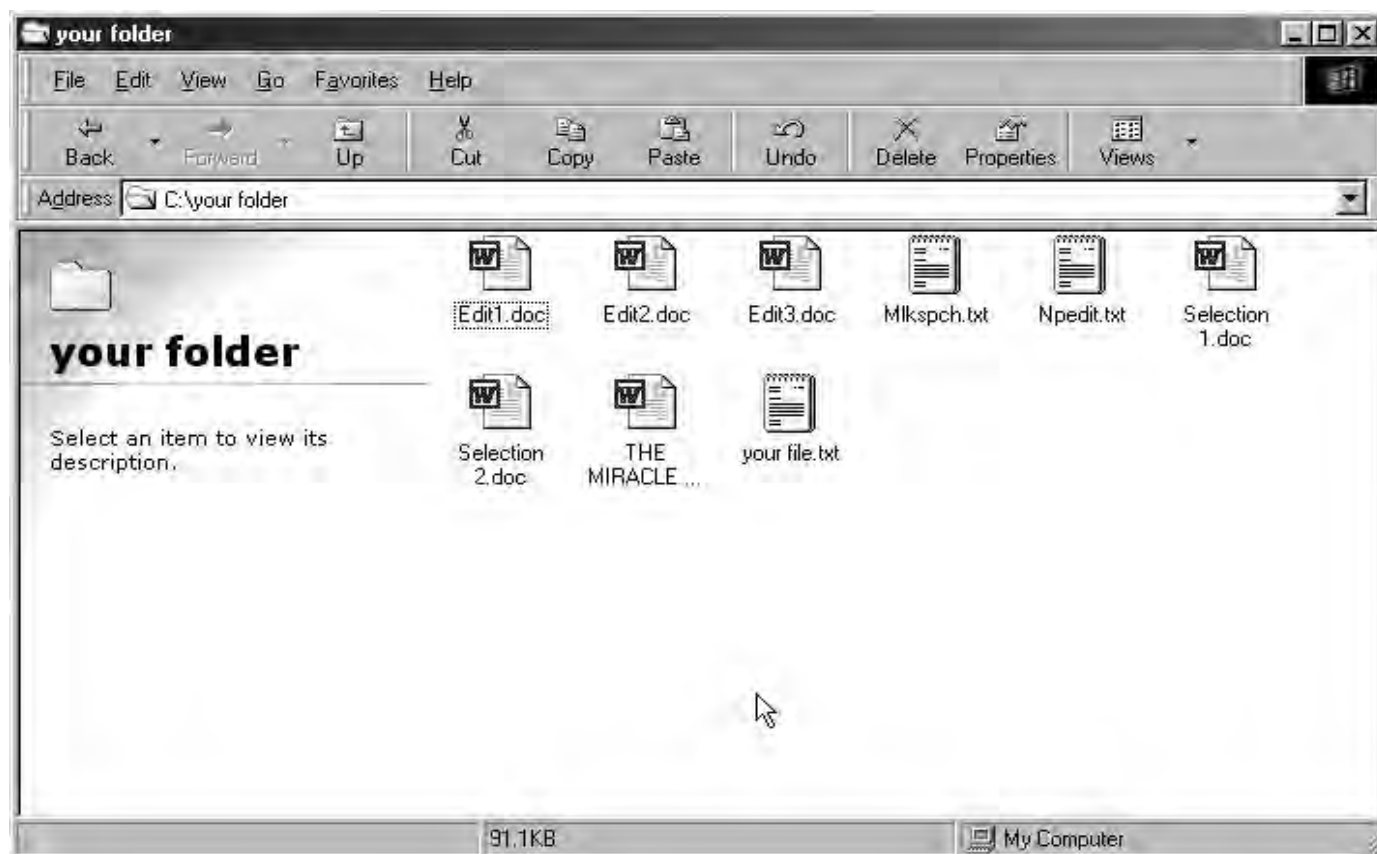 your folder
File Edit View Go Favorites Help
Back Forward Up Cut Copy Paste Undo Delete Properties Views
Address C:\your folder
your folder
Select an item to view its
description.
Edit1.doc Edit2.doc Edit3.doc Mlkspch.txt Npedit.txt Selection
1.doc
Selection THE your file.txt
2.doc MIRACLE ...
91.1KB My Computer